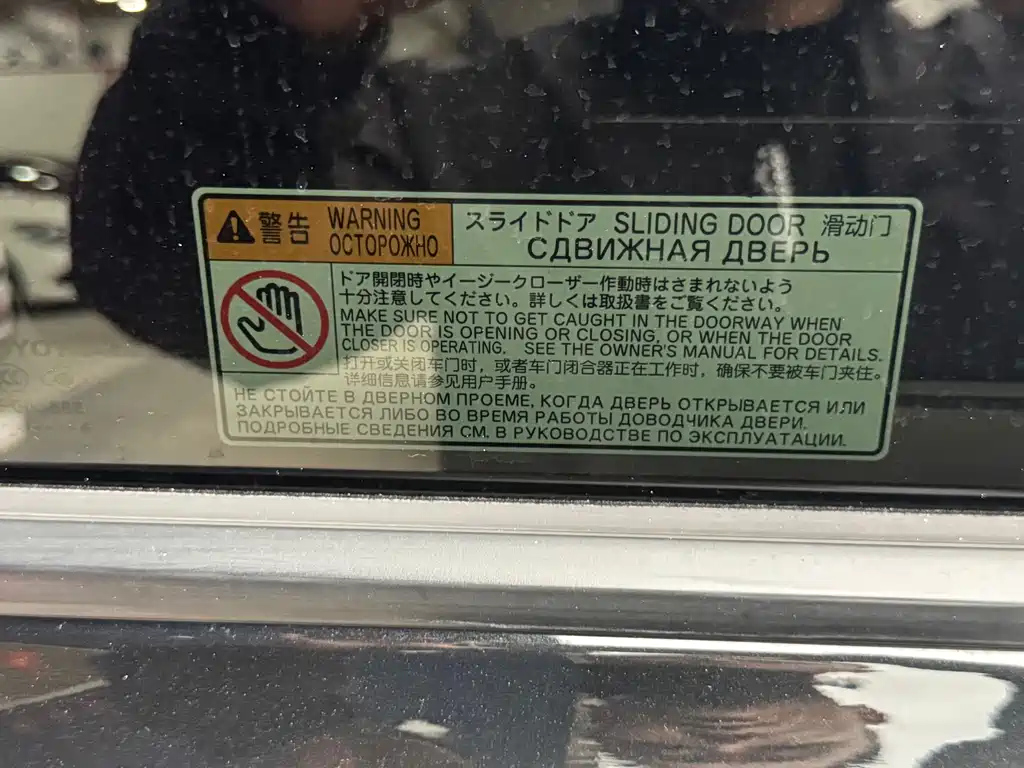 警告 WARNING
ОСТОРОЖНО
スライドドア SLIDING DOOR 滑动门
СДВИЖНАЯ ДВЕРЬ
ドア開閉時やイージークローザー作動時はさまれないよう
十分注意してください。詳しくは取扱書をご覧ください。
MAKE SURE NOT TO GET CAUGHT IN THE DOORWAY WHEN
THE DOOR IS OPENING OR CLOSING, OR WHEN THE DOOR
CLOSER IS OPERATING. SEE THE OWNER'S MANUAL FOR DETAILS.
打开或关闭车门时，或者车门闭合器正在工作时，确保不要被车门夹住。
详细信息请参见用户手册。
НЕ СТОЙТЕ В ДВЕРНОМ ПРОЕМЕ, КОГДА ДВЕРЬ ОТКРЫВАЕТСЯ ИЛИ
ЗАКРЫВАЕТСЯ ЛИБО ВО ВРЕМЯ РАБОТЫ ДОВОДЧИКА ДВЕРИ.
ПОДРОБНЫЕ СВЕДЕНИЯ СМ. В РУКОВОДСТВЕ ПО ЭКСПЛУАТАЦИИ.